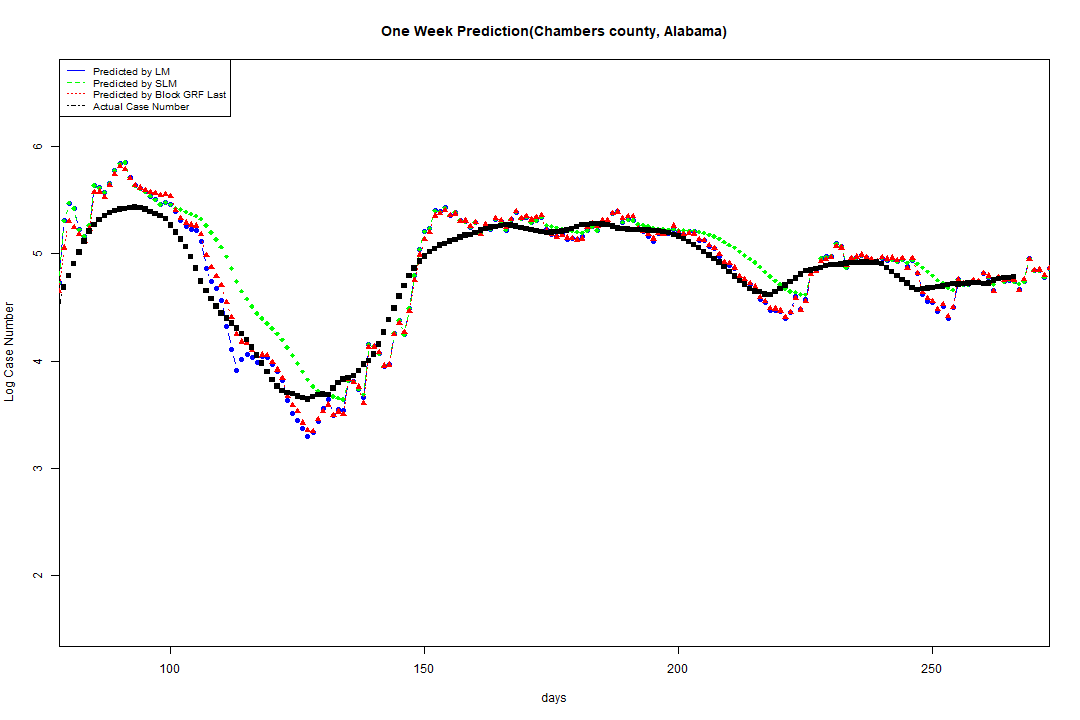 One Week Prediction(Chambers county, Alabama)
Predicted by LM
Predicted by SLM
Predicted by Block GRF Last
Actual Case Number
6
5
4
3
2
Log Case Number
100 150 200 250
days